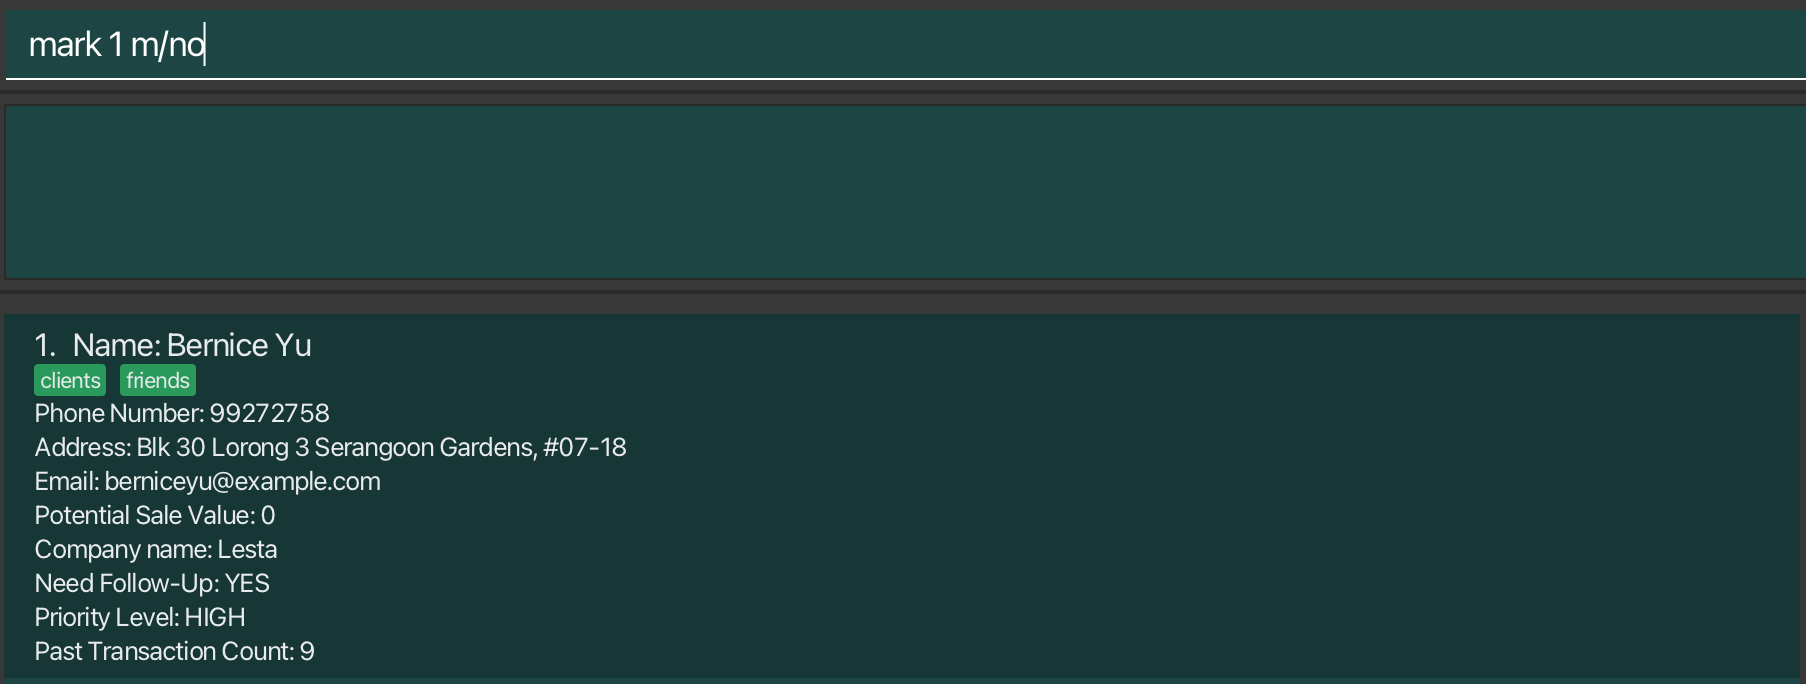 mark 1 m/no
1. Name: Bernice Yu
clients friends
Phone Number: 99272758
Address: Blk 30 Lorong 3 Serangoon Gardens, #07-18
Email: berniceyu@example.com
Potential Sale Value: 0
Company name: Lesta
Need Follow-Up: YES
Priority Level: HIGH
Past Transaction Count: 9